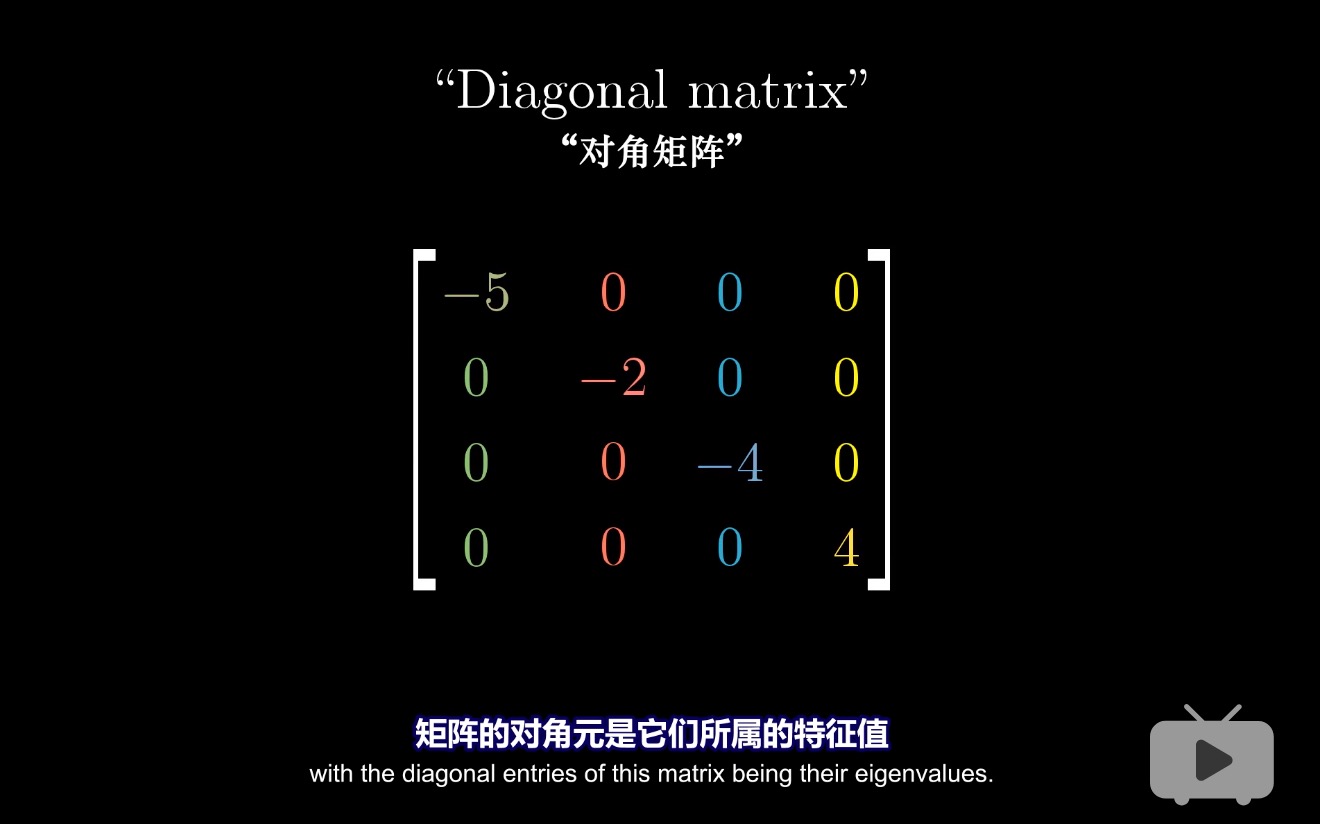 “Diagonal matrix”
“对角矩阵”
−5 0 0 0
0 −2 0 0
0 0 −4 0
0 0 0 4
矩阵的对角元是它们所属的特征值
with the diagonal entries of this matrix being their eigenvalues.